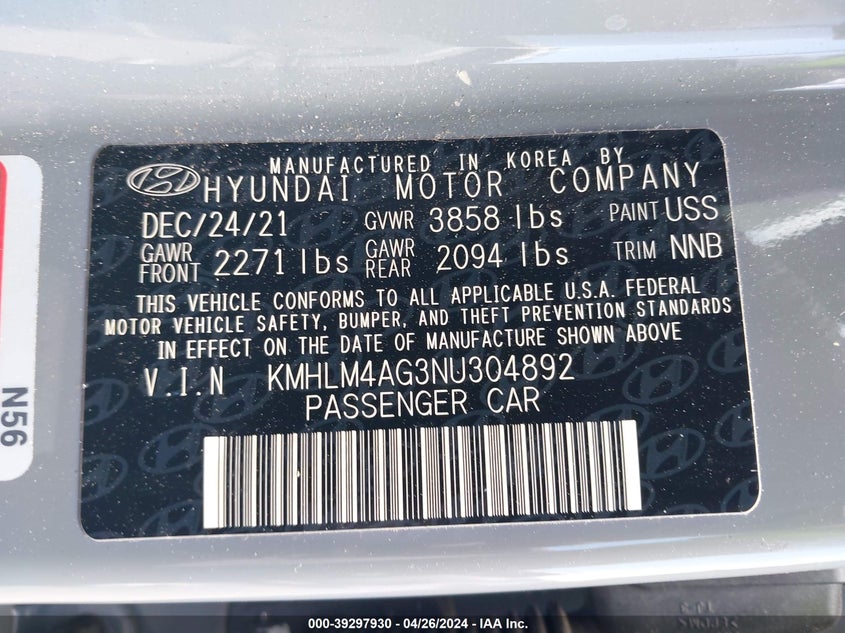 MANUFACTURED IN KOREA BY
HYUNDAI MOTOR COMPANY
DEC/24/21 GVWR 3858 lbs PAINT USS
GAWR FRONT 2271 lbs GAWR REAR 2094 lbs TRIM NNB
THIS VEHICLE CONFORMS TO ALL APPLICABLE U.S.A. FEDERAL
MOTOR VEHICLE SAFETY, BUMPER, AND THEFT PREVENTION STANDARDS
IN EFFECT ON THE DATE OF MANUFACTURE SHOWN ABOVE
V.I.N KMHLM4AG3NU304892
PASSENGER CAR
N56
000-39297930 - 04/26/2024 - IAA Inc.